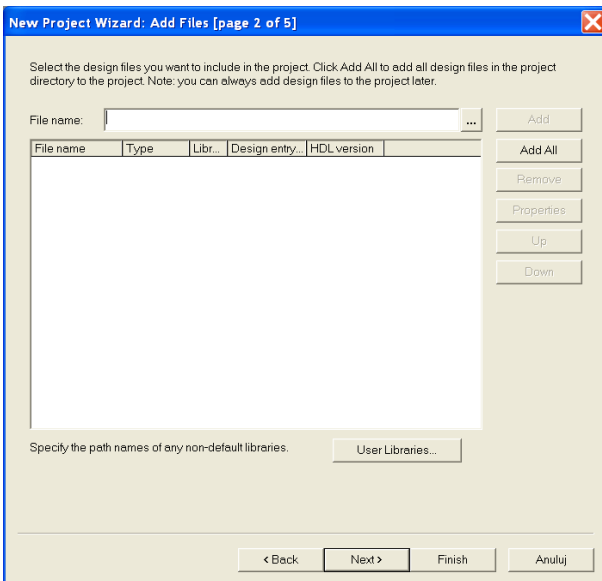 New Project Wizard: Add Files [page 2 of 5]
Select the design files you want to include in the project. Click Add All to add all design files in the project
directory to the project. Note: you can always add design files to the project later.
File name: ... Add
File name Type Libr... Design entry... HDL version Add All
Remove
Properties
Up
Down
Specify the path names of any non-default libraries. User Libraries...
< Back Next > Finish Anuluj